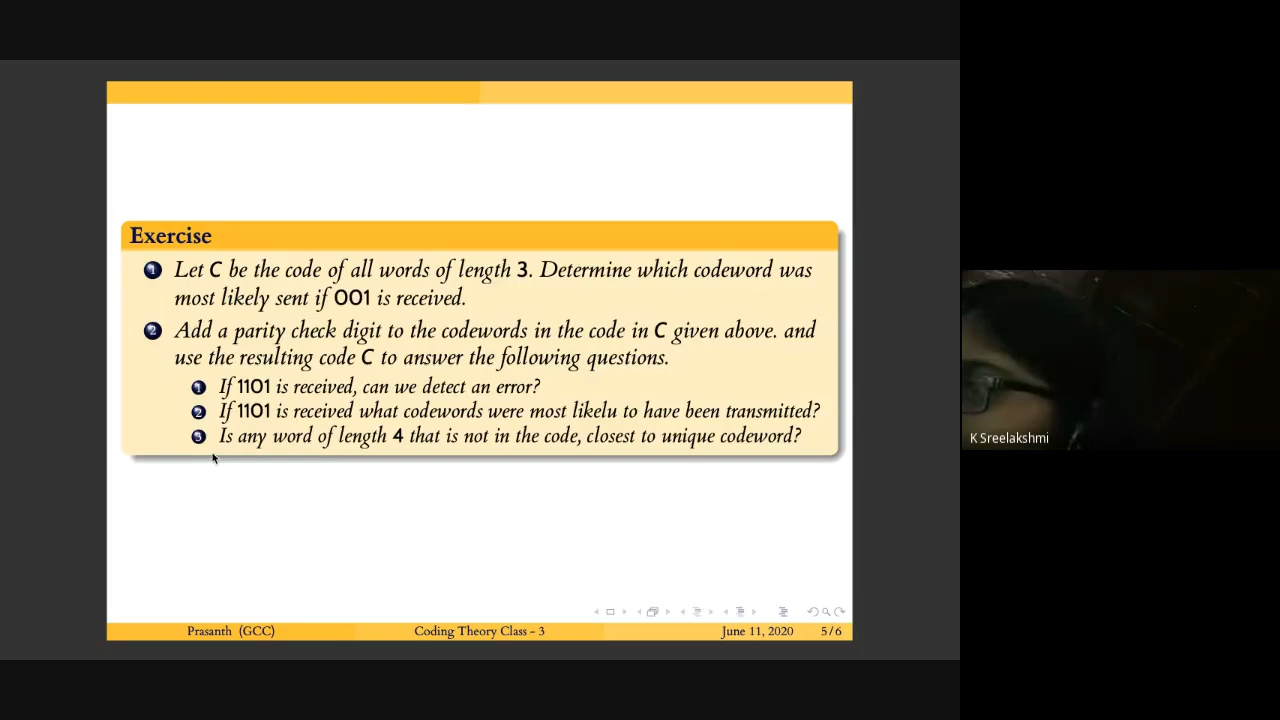 Exercise
1 Let C be the code of all words of length 3. Determine which codeword was
most likely sent if 001 is received.
2 Add a parity check digit to the codewords in the code in C given above. and
use the resulting code C to answer the following questions.
1 If 1101 is received, can we detect an error?
2 If 1101 is received what codewords were most likelu to have been transmitted?
3 Is any word of length 4 that is not in the code, closest to unique codeword?
K Sreelakshmi
Prasanth (GCC) Coding Theory Class - 3 June 11, 2020 5/6